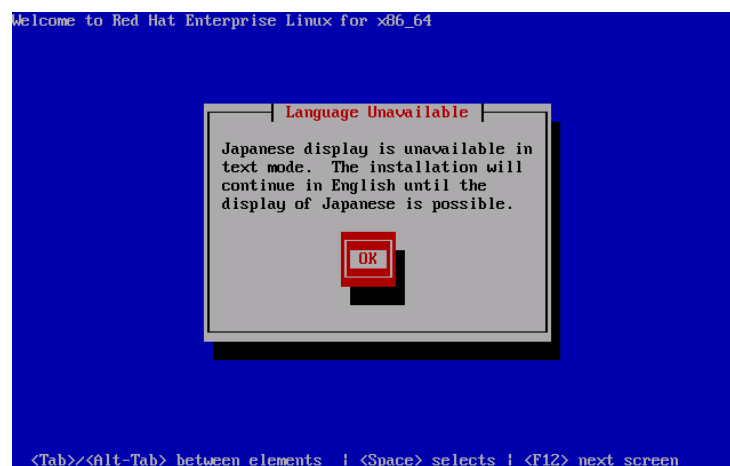 Welcome to Red Hat Enterprise Linux for x86_64
Language Unavailable
Japanese display is unavailable in
text mode.  The installation will
continue in English until the
display of Japanese is possible.
OK
<Tab>/<Alt-Tab> between elements  | <Space> selects | <F12> next screen